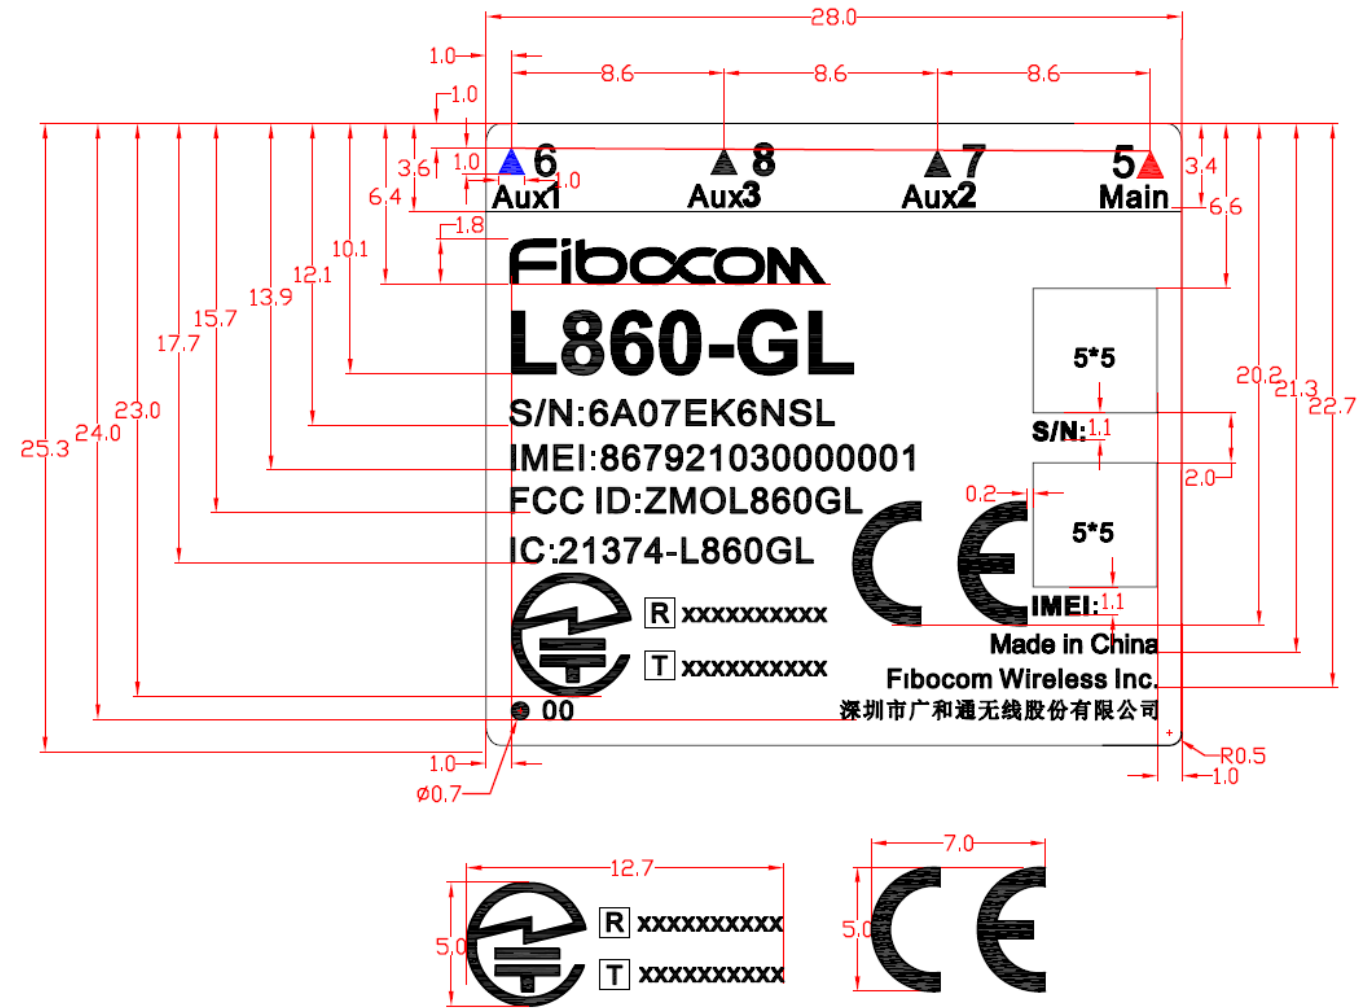 28.0
1.0
8.6 8.6 8.6
1.0
6 8 7 5
1.0
1.0
Aux1 Aux3 Aux2 Main
3.6
3.4
6.4
6.6
1.8
10.1
Fibocom
12.1
13.9
L860-GL
15.7
17.7
5*5
20.2
21.3
22.7
23.0
24.0
25.3
S/N:6A07EK6NSL
S/N: 1.1
IMEI:867921030000001
2.0
0.2
FCC ID:ZMOL860GL
CE
5*5
IC:21374-L860GL
IMEI: 1.1
R xxxxxxxxxx
Made in China
T xxxxxxxxxx
Fibocom Wireless Inc.
00
深圳市广和通无线股份有限公司
R0.5
1.0
1.0
ø0.7
12.7
7.0
R xxxxxxxxxx
5.0
5.0
CE
T xxxxxxxxxx